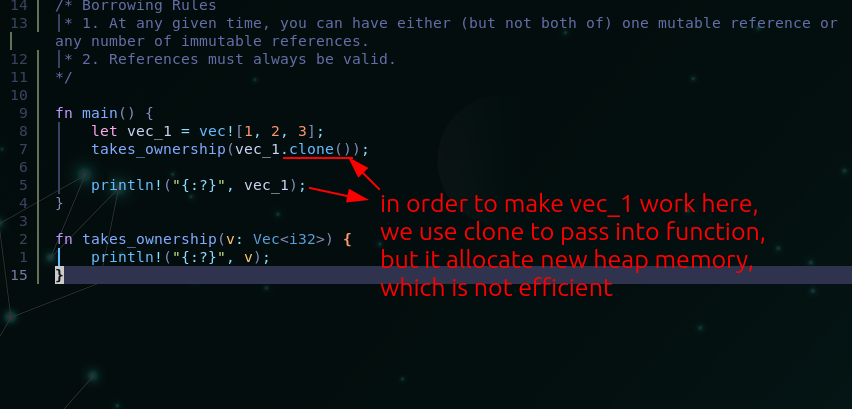 14 /* Borrowing Rules
13 |* 1. At any given time, you can have either (but not both of) one mutable reference or
any number of immutable references.
12 |* 2. References must always be valid.
11 */
10
9 fn main() {
8 let vec_1 = vec![1, 2, 3];
7 takes_ownership(vec_1.clone());
6
5 println!("{:?}", vec_1);
4 }
3
2 fn takes_ownership(v: Vec<i32>) {
1 println!("{:?}", v);
15 }
in order to make vec_1 work here,
we use clone to pass into function,
but it allocate new heap memory,
which is not efficient